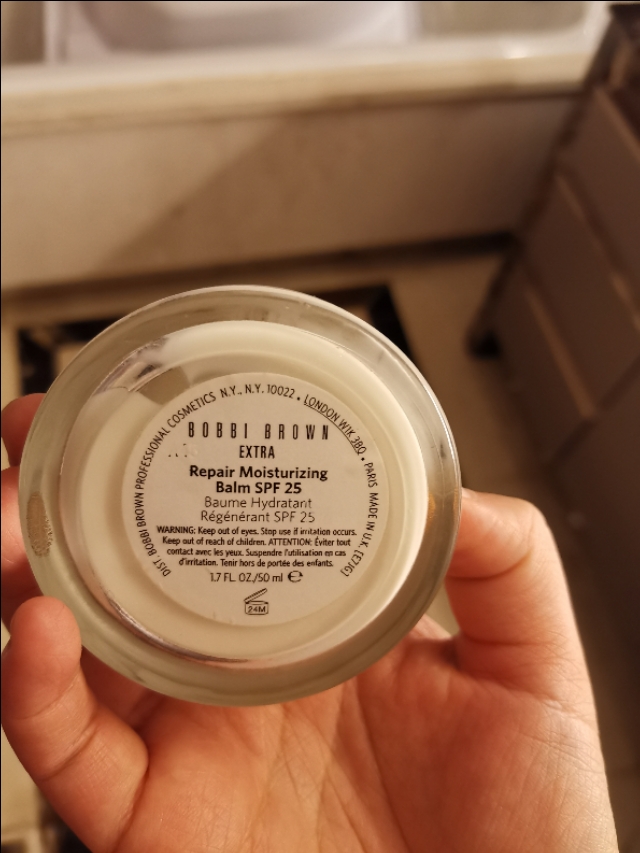 DIST. BOBBI BROWN PROFESSIONAL COSMETICS N.Y., N.Y. 10022 • LONDON W1K 3BQ • PARIS MADE IN U.K. [E71G]
BOBBI BROWN
EXTRA
Repair Moisturizing
Balm SPF 25
Baume Hydratant
Régénérant SPF 25
WARNING: Keep out of eyes. Stop use if irritation occurs.
Keep out of reach of children. ATTENTION: Éviter tout
contact avec les yeux. Suspendre l'utilisation en cas
d'irritation. Tenir hors de portée des enfants.
1.7 FL. OZ./50 ml ℮
24M